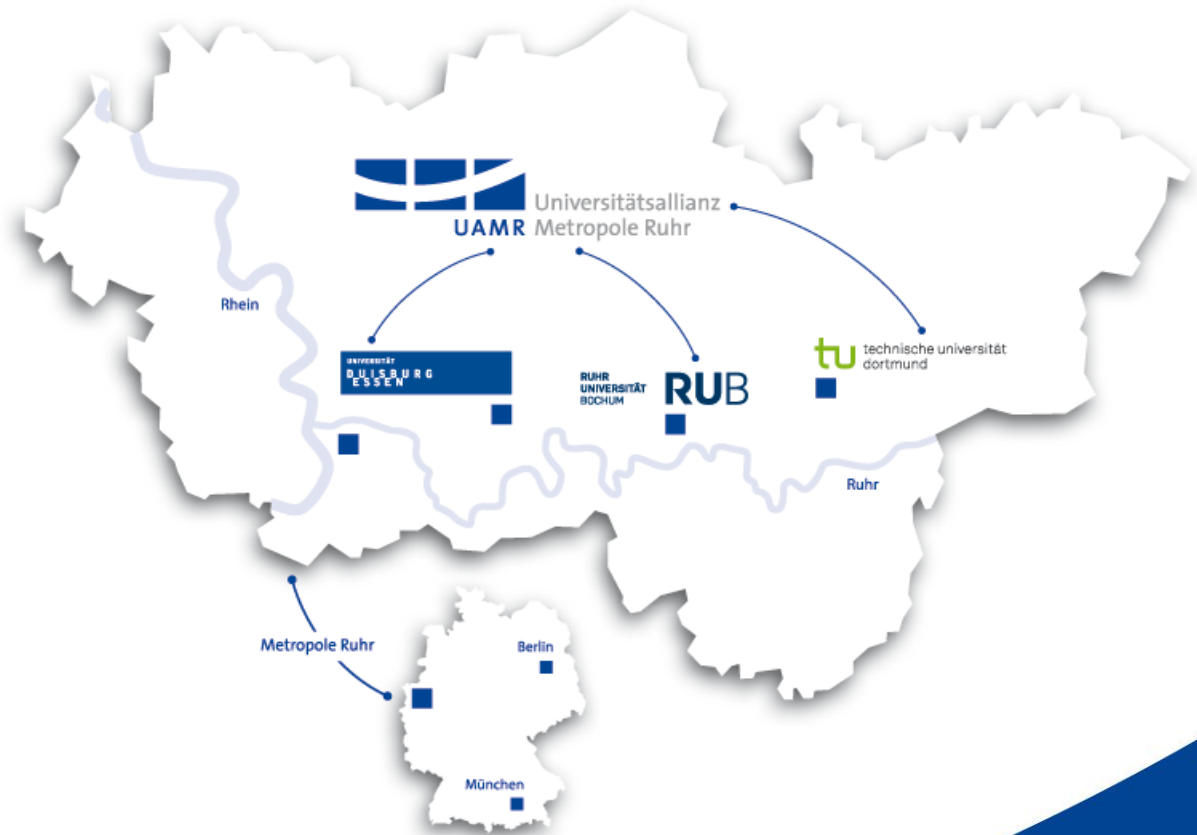 Universitätsallianz
UAMR Metropole Ruhr
Rhein
UNIVERSITÄT
DUISBURG
ESSEN
RUHR
UNIVERSITÄT
BOCHUM
RUB
tu technische universität
dortmund
Ruhr
Metropole Ruhr
Berlin
München